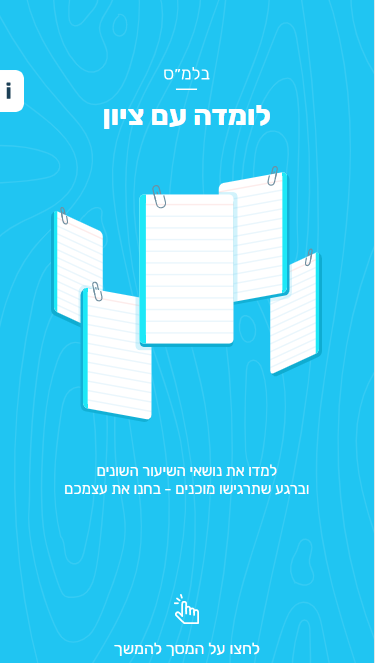 בלמ״ס
i
לומדה עם ציון
למדו את נושאי השיעור השונים
וברגע שתרגישו מוכנים - בחנו את עצמכם
לחצו על המסך להמשך